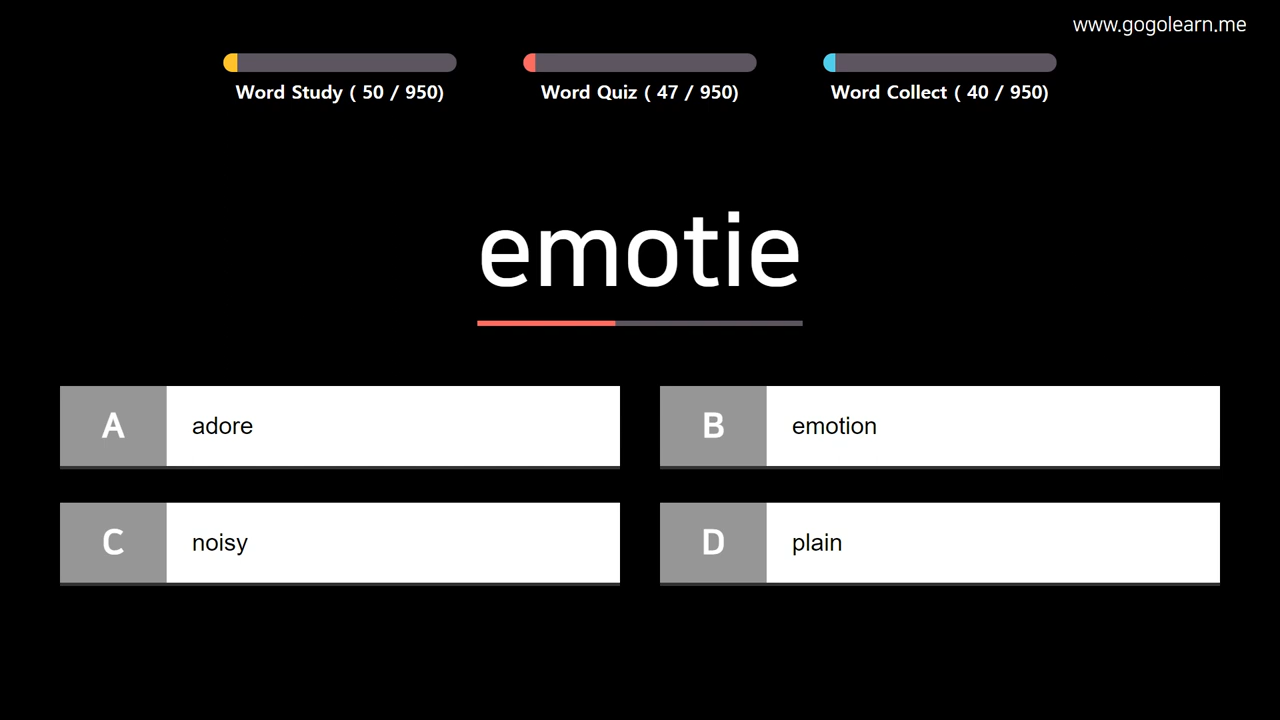 www.gogolearn.me
Word Study ( 50 / 950)
Word Quiz ( 47 / 950)
Word Collect ( 40 / 950)
emotie
A adore
B emotion
C noisy
D plain